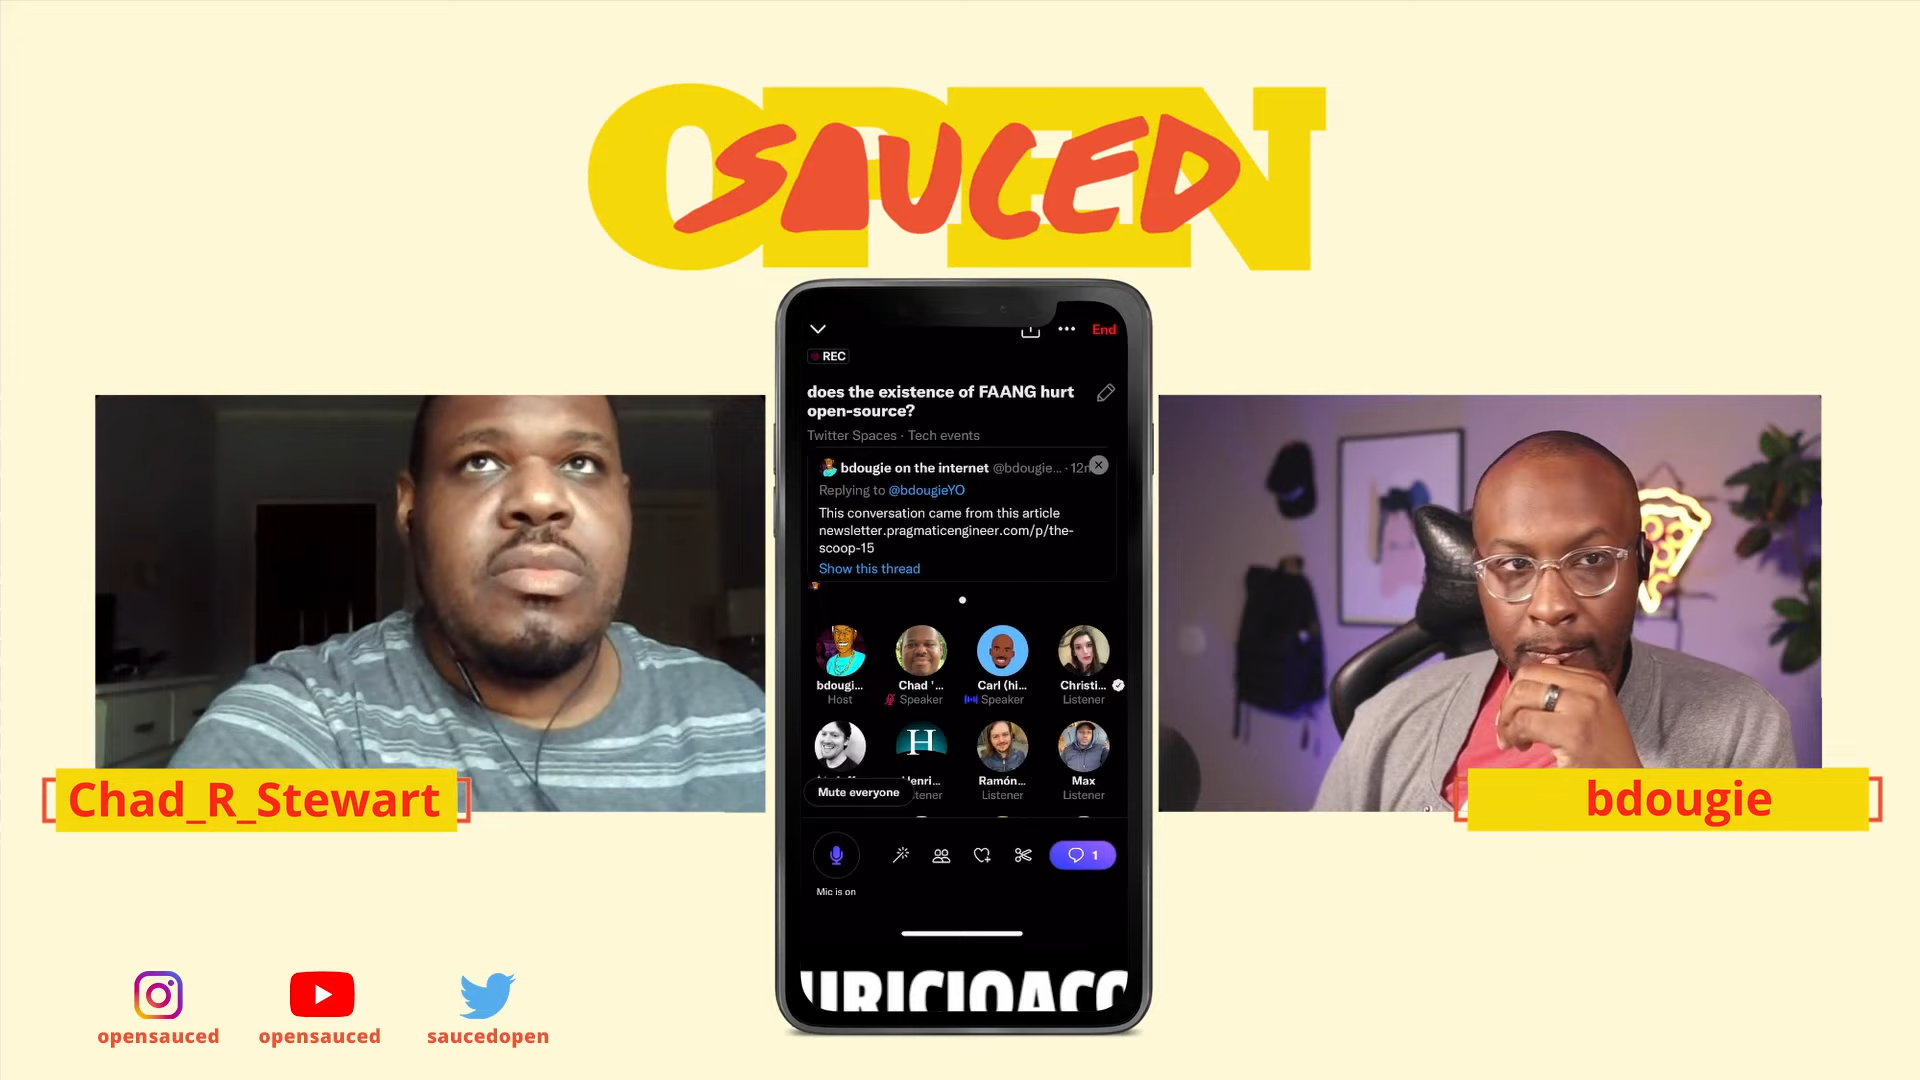 OPEN
SAUCED
End
REC
does the existence of FAANG hurt
open-source?
Twitter Spaces · Tech events
bdougie on the internet @bdougie... · 12m
Replying to @bdougieYO
This conversation came from this article
newsletter.pragmaticengineer.com/p/the-
scoop-15
Show this thread
bdougi... Chad '... Carl (hi... Christi...
Host Speaker Speaker Listener
H
Ramón... Max
Listener Listener
Mute everyone
1
Mic is on
Chad_R_Stewart
bdougie
opensauced opensauced saucedopen